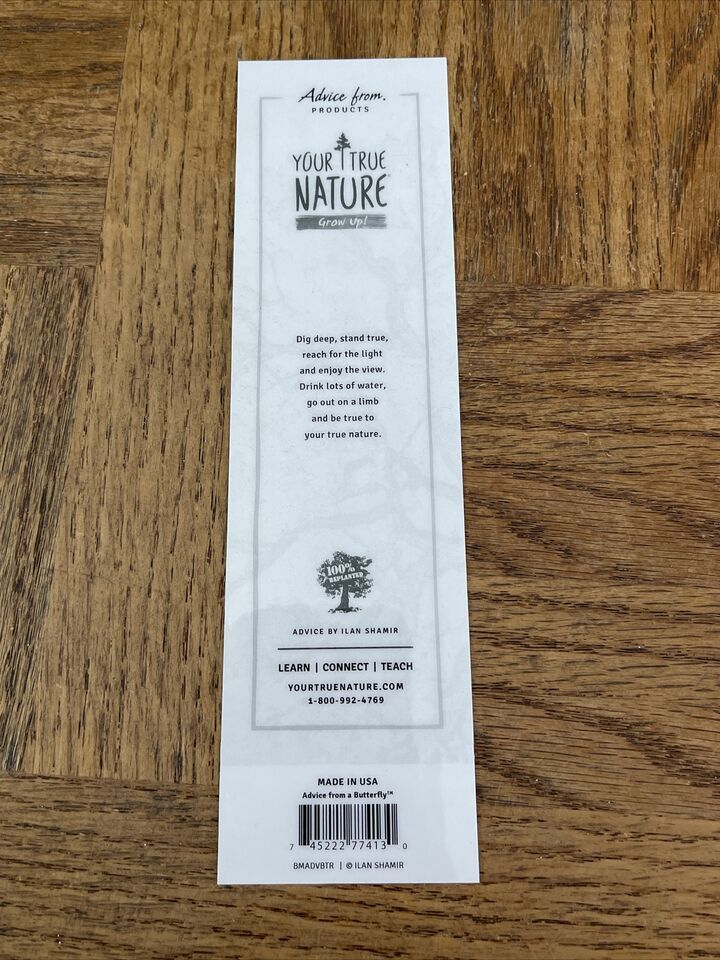 Advice from.
PRODUCTS
YOUR TRUE
NATURE
Grow Up!
Dig deep, stand true,
reach for the light
and enjoy the view.
Drink lots of water,
go out on a limb
and be true to
your true nature.
100%
REPLANTED
ADVICE BY ILAN SHAMIR
LEARN | CONNECT | TEACH
YOURTRUENATURE.COM
1-800-992-4769
MADE IN USA
Advice from a Butterfly™
7 45222 77413 0
BMADVBTR | © ILAN SHAMIR